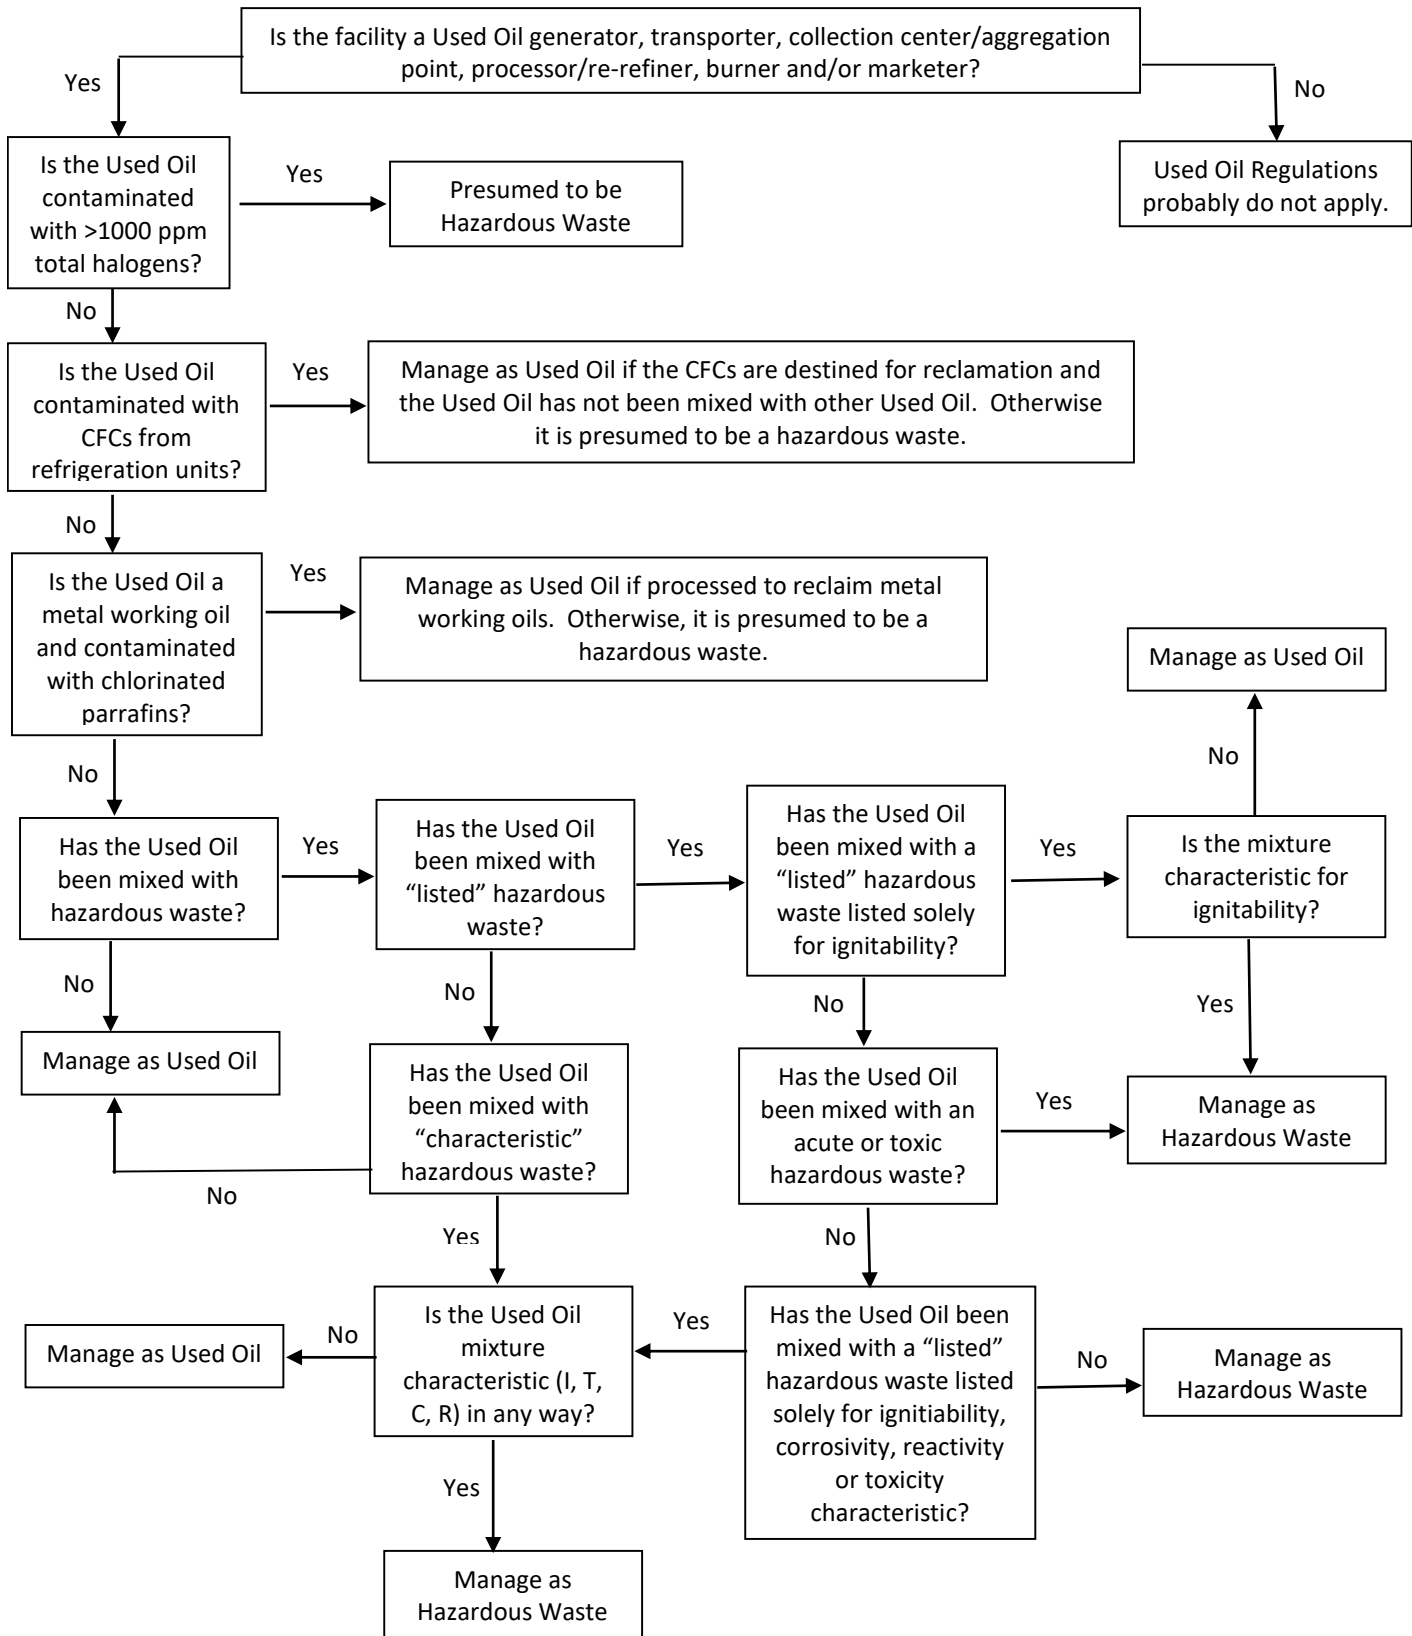 Is the facility a Used Oil generator, transporter, collection center/aggregation
point, processor/re-refiner, burner and/or marketer?
Yes
No
Is the Used Oil
contaminated
with >1000 ppm
total halogens?
Yes
Presumed to be
Hazardous Waste
Used Oil Regulations
probably do not apply.
No
Is the Used Oil
contaminated with
CFCs from
refrigeration units?
Yes
Manage as Used Oil if the CFCs are destined for reclamation and
the Used Oil has not been mixed with other Used Oil.  Otherwise
it is presumed to be a hazardous waste.
No
Is the Used Oil a
metal working oil
and contaminated
with chlorinated
parrafins?
Yes
Manage as Used Oil if processed to reclaim metal
working oils.  Otherwise, it is presumed to be a
hazardous waste.
Manage as Used Oil
No
No
Has the Used Oil
been mixed with
hazardous waste?
Yes
Has the Used Oil
been mixed with
“listed” hazardous
waste?
Yes
Has the Used Oil
been mixed with a
“listed” hazardous
waste listed solely
for ignitability?
Yes
Is the mixture
characteristic for
ignitability?
No
No
No
Yes
Manage as Used Oil
Has the Used Oil
been mixed with
“characteristic”
hazardous waste?
Has the Used Oil
been mixed with an
acute or toxic
hazardous waste?
Yes
Manage as
Hazardous Waste
No
Yes
No
Manage as Used Oil
No
Is the Used Oil
mixture
characteristic (I, T,
C, R) in any way?
Yes
Has the Used Oil been
mixed with a “listed”
hazardous waste listed
solely for ignitiability,
corrosivity, reactivity
or toxicity
characteristic?
No
Manage as
Hazardous Waste
Yes
Manage as
Hazardous Waste